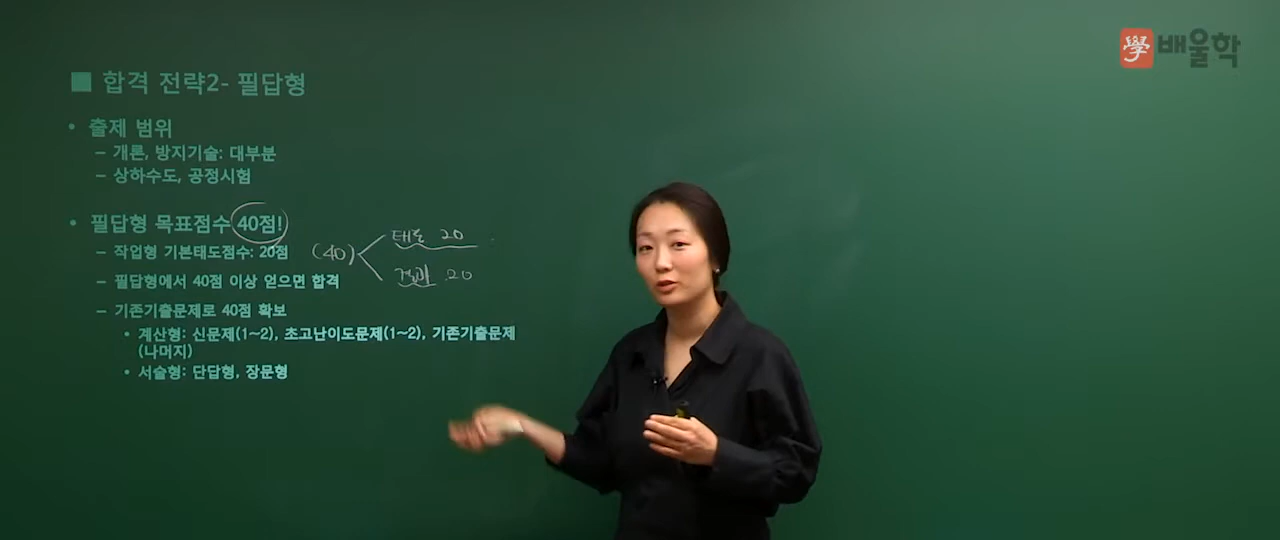 學 배울학
■ 합격 전략2- 필답형
• 출제 범위
– 개론, 방지기술: 대부분
– 상하수도, 공정시험
• 필답형 목표점수 40점!
– 작업형 기본태도점수: 20점
(40)
태도 20
결과 20
– 필답형에서 40점 이상 얻으면 합격
– 기존기출문제로 40점 확보
• 계산형: 신문제(1~2), 초고난이도문제(1~2), 기존기출문제
(나머지)
• 서술형: 단답형, 장문형